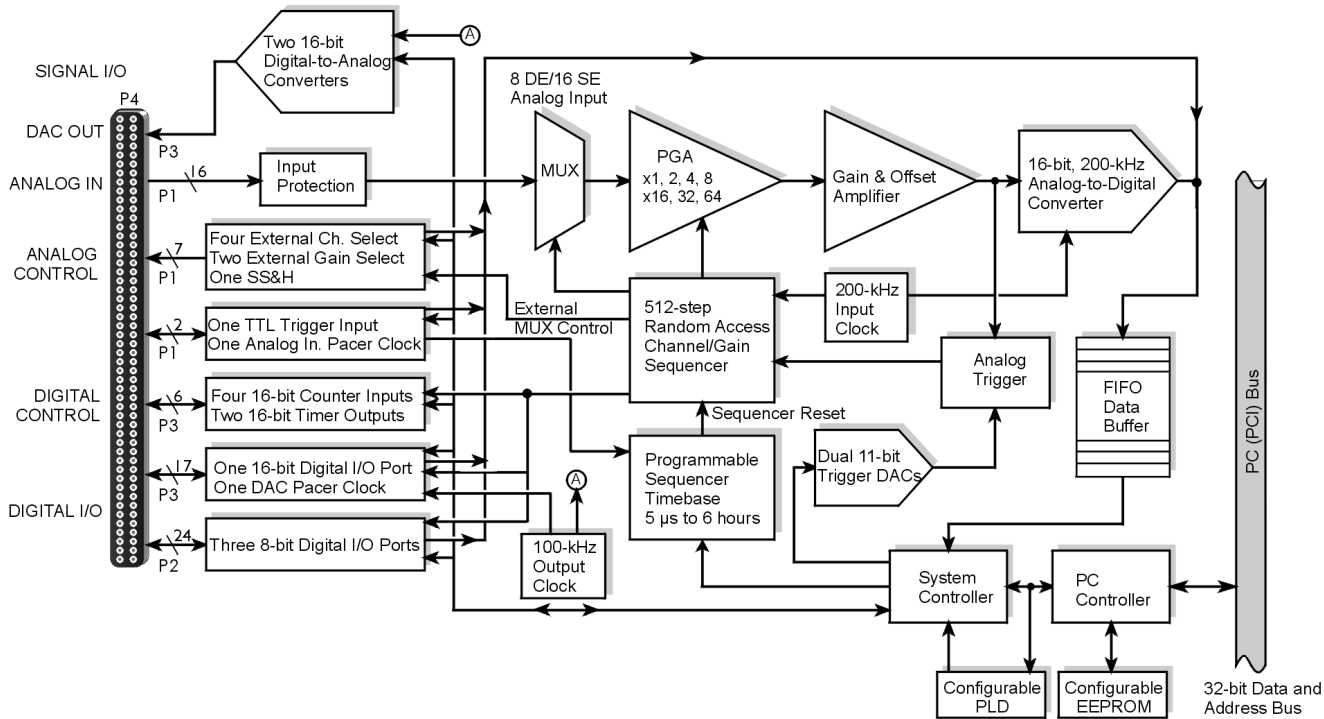 SIGNAL I/O
P4
DAC OUT
P3
ANALOG IN
16
P1
ANALOG
CONTROL
7
P1
2
P1
DIGITAL
CONTROL
6
P3
17
P3
DIGITAL I/O
24
P2
Two 16-bit
Digital-to-Analog
Converters
A
Input
Protection
Four External Ch. Select
Two External Gain Select
One SS&H
One TTL Trigger Input
One Analog In. Pacer Clock
Four 16-bit Counter Inputs
Two 16-bit Timer Outputs
One 16-bit Digital I/O Port
One DAC Pacer Clock
Three 8-bit Digital I/O Ports
8 DE/16 SE
Analog Input
MUX
PGA
x1, 2, 4, 8
x16, 32, 64
Gain & Offset
Amplifier
16-bit, 200-kHz
Analog-to-Digital
Converter
External
MUX Control
512-step
Random Access
Channel/Gain
Sequencer
200-kHz
Input
Clock
Analog
Trigger
FIFO
Data
Buffer
Sequencer Reset
Programmable
Sequencer
Timebase
5 µs to 6 hours
Dual 11-bit
Trigger DACs
A
100-kHz
Output
Clock
System
Controller
PC
Controller
Configurable
PLD
Configurable
EEPROM
PC (PCI) Bus
32-bit Data and
Address Bus